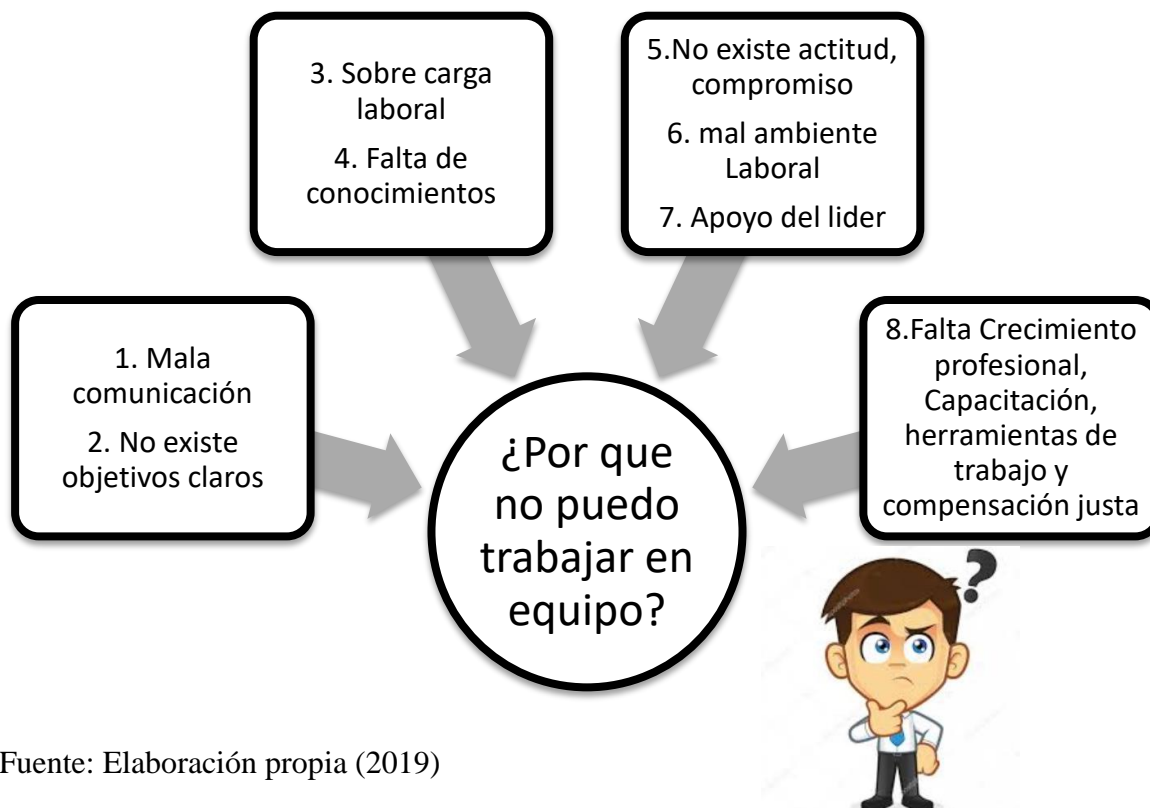 1. Mala
comunicación
2. No existe
objetivos claros
3. Sobre carga
laboral
4. Falta de
conocimientos
5.No existe actitud,
compromiso
6. mal ambiente
Laboral
7. Apoyo del lider
8.Falta Crecimiento
profesional,
Capacitación,
herramientas de
trabajo y
compensación justa
¿Por que
no puedo
trabajar en
equipo?
?
Fuente: Elaboración propia (2019)